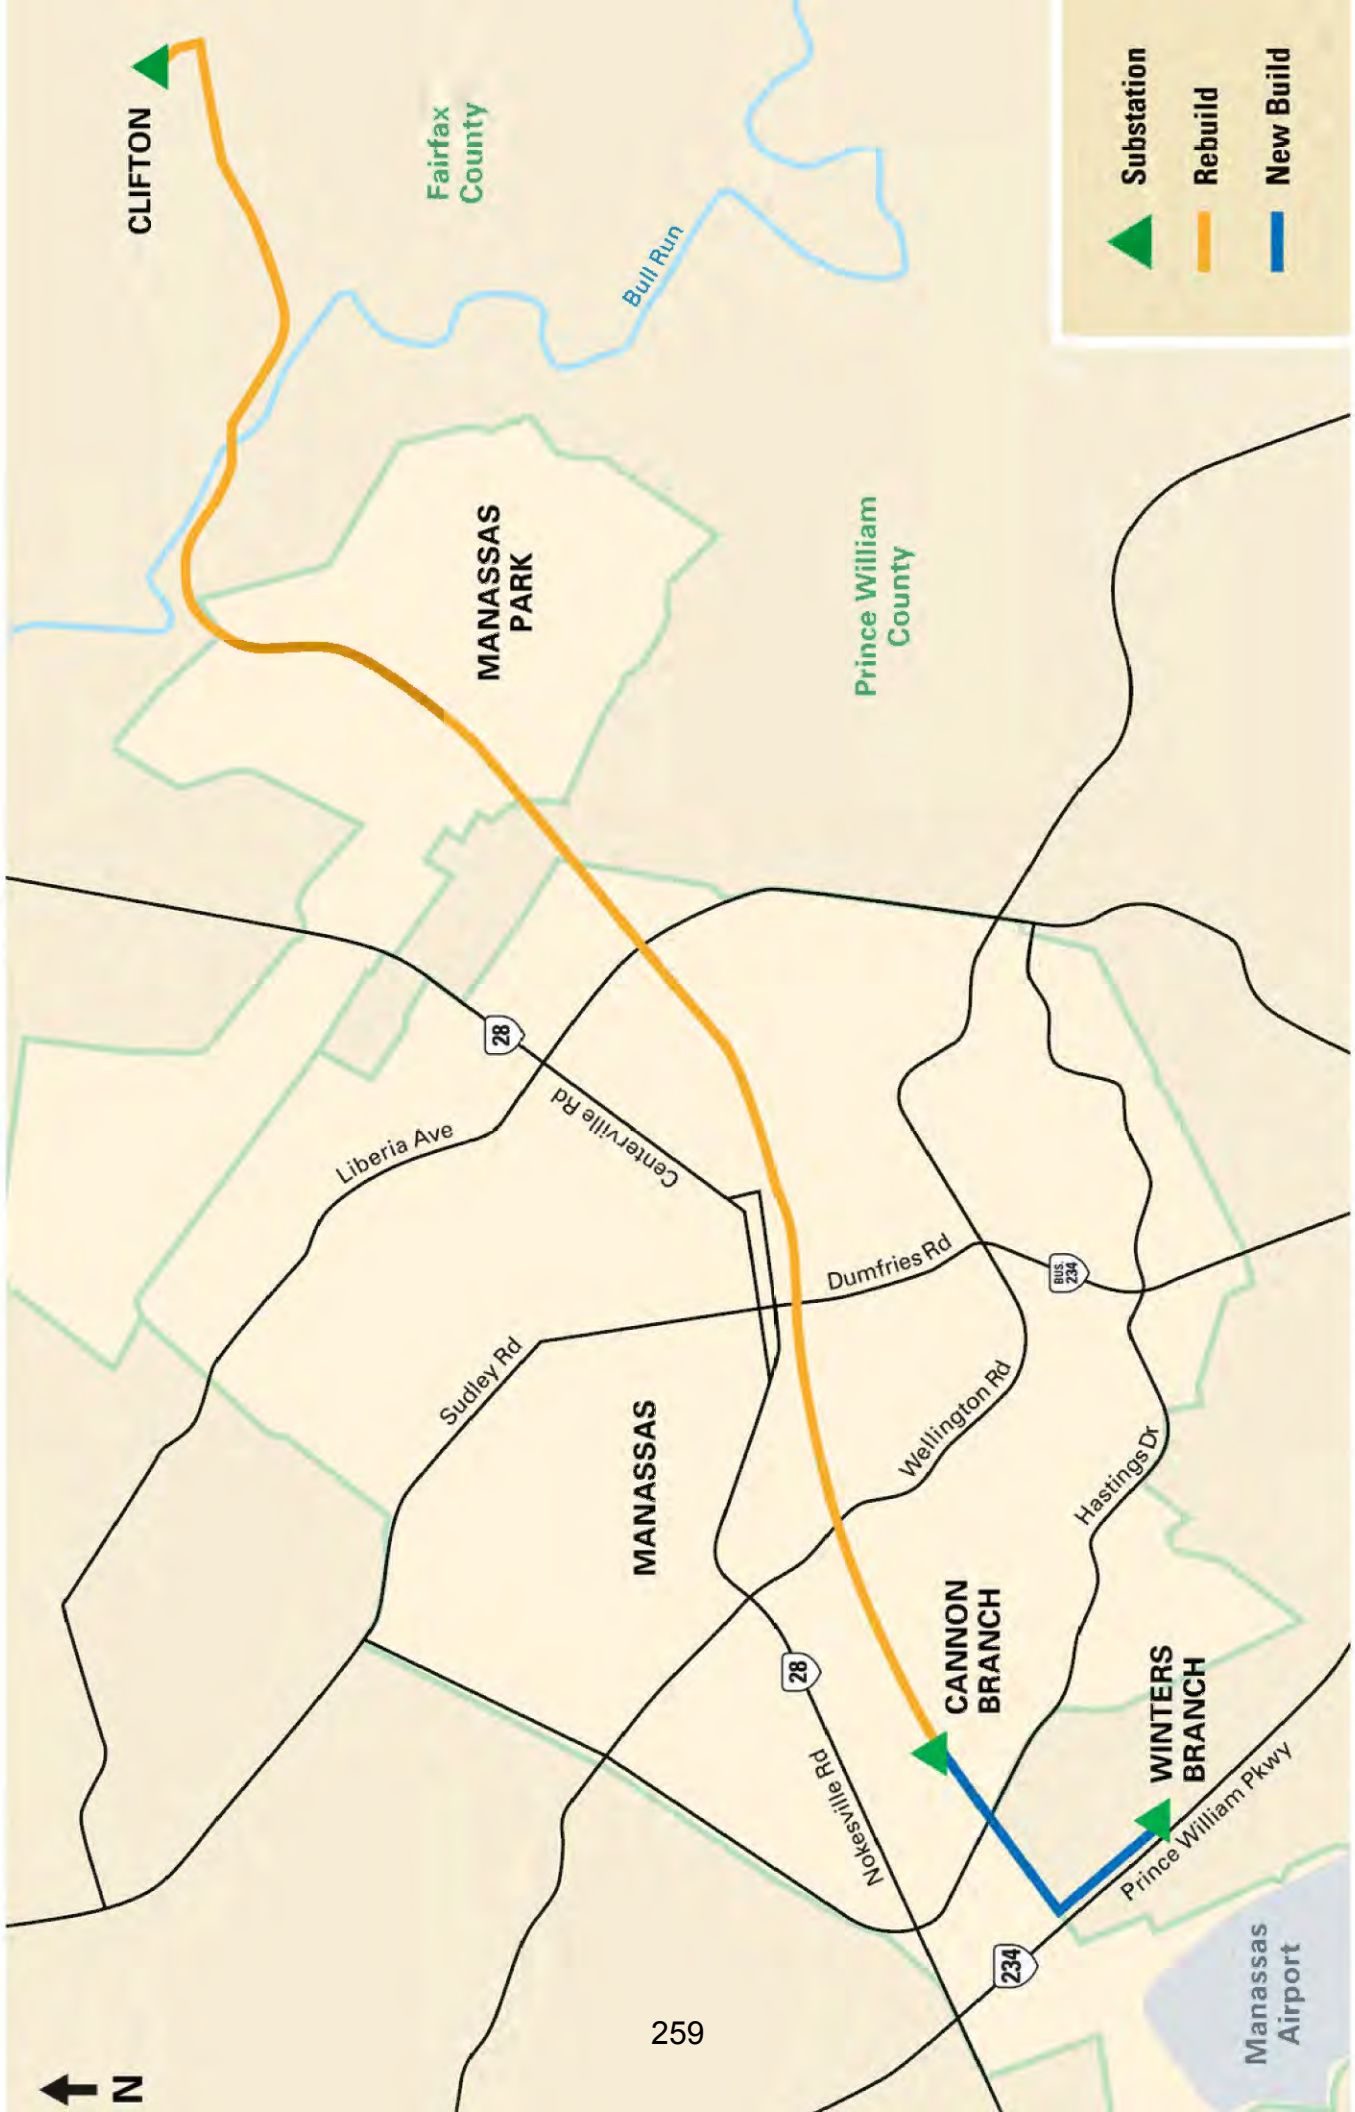 CLIFTON
Fairfax
County
Bull Run
Substation
Rebuild
New Build
MANASSAS
PARK
Prince William
County
28
Centerville Rd
Liberia Ave
Sudley Rd
Dumfries Rd
BUS.
234
Wellington Rd
Hastings Dr
MANASSAS
28
Nokesville Rd
CANNON
BRANCH
WINTERS
BRANCH
Prince William Pkwy
234
Manassas
Airport
N
259